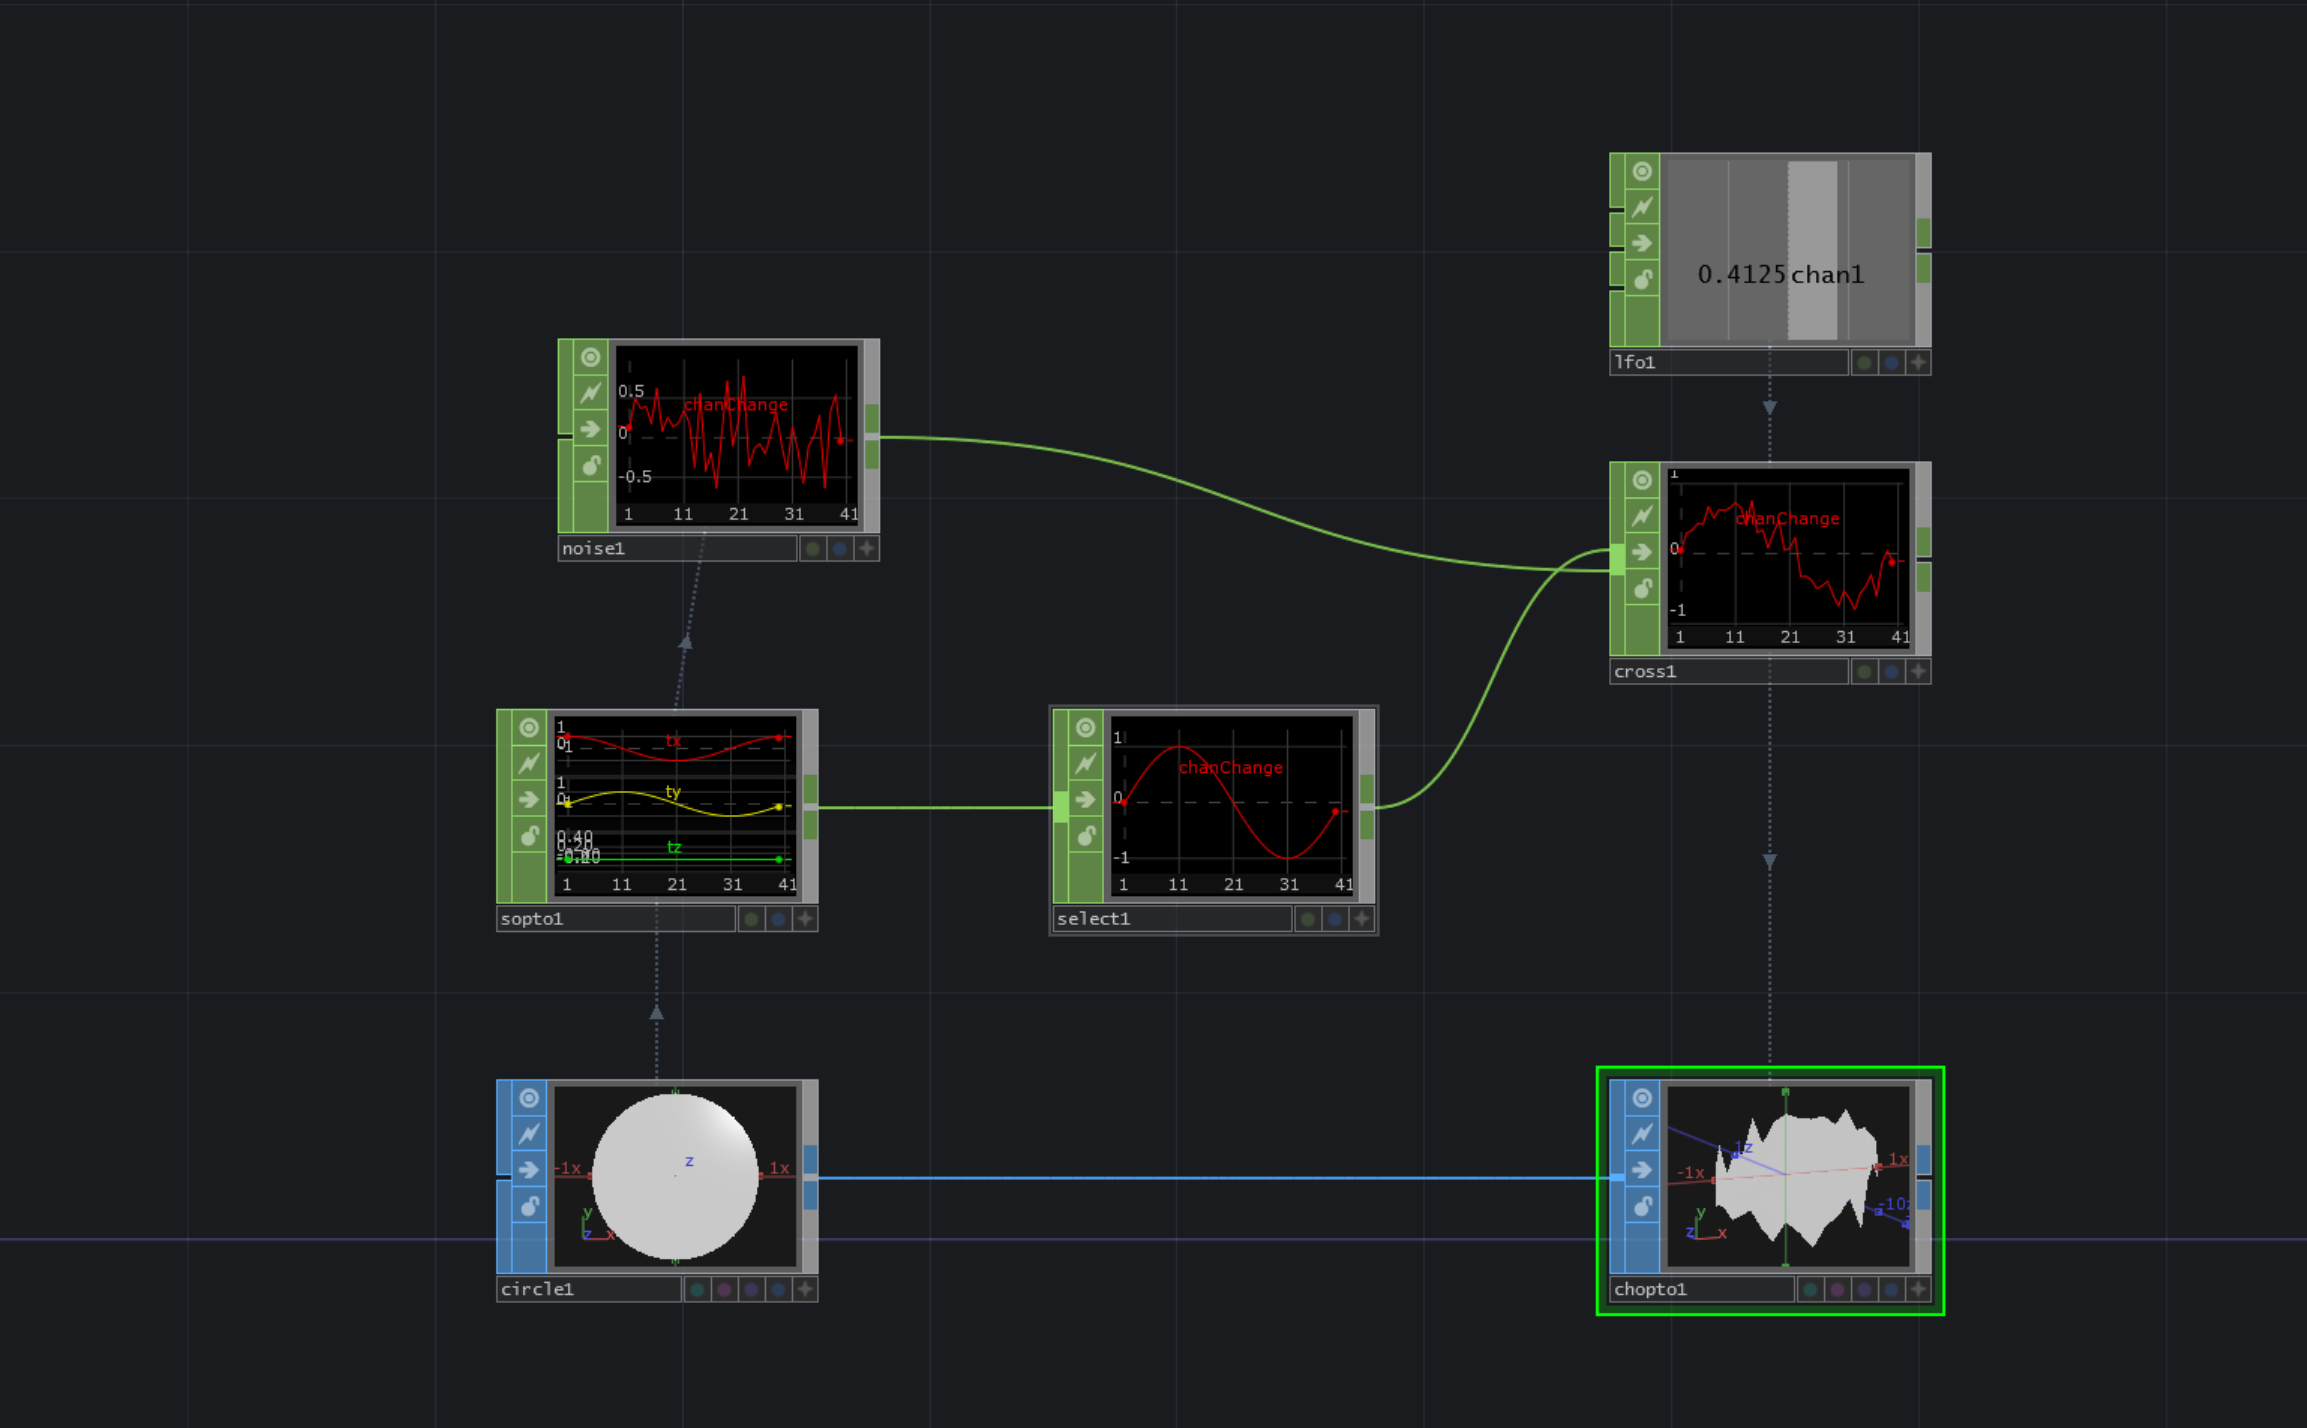 0.4125 chan1
lfo1
0.5
0
-0.5
chanChange
1 11 21 31 41
noise1
1
0
-1
chanChange
1 11 21 31 41
cross1
1
0
-1
tx
1
0
ty
0.40
0.20
tz
1 11 21 31 41
sopto1
1
0
-1
chanChange
1 11 21 31 41
select1
z
-1x 1x
y
z x
circle1
1z
-1x 1x
-10
y
z x
chopto1